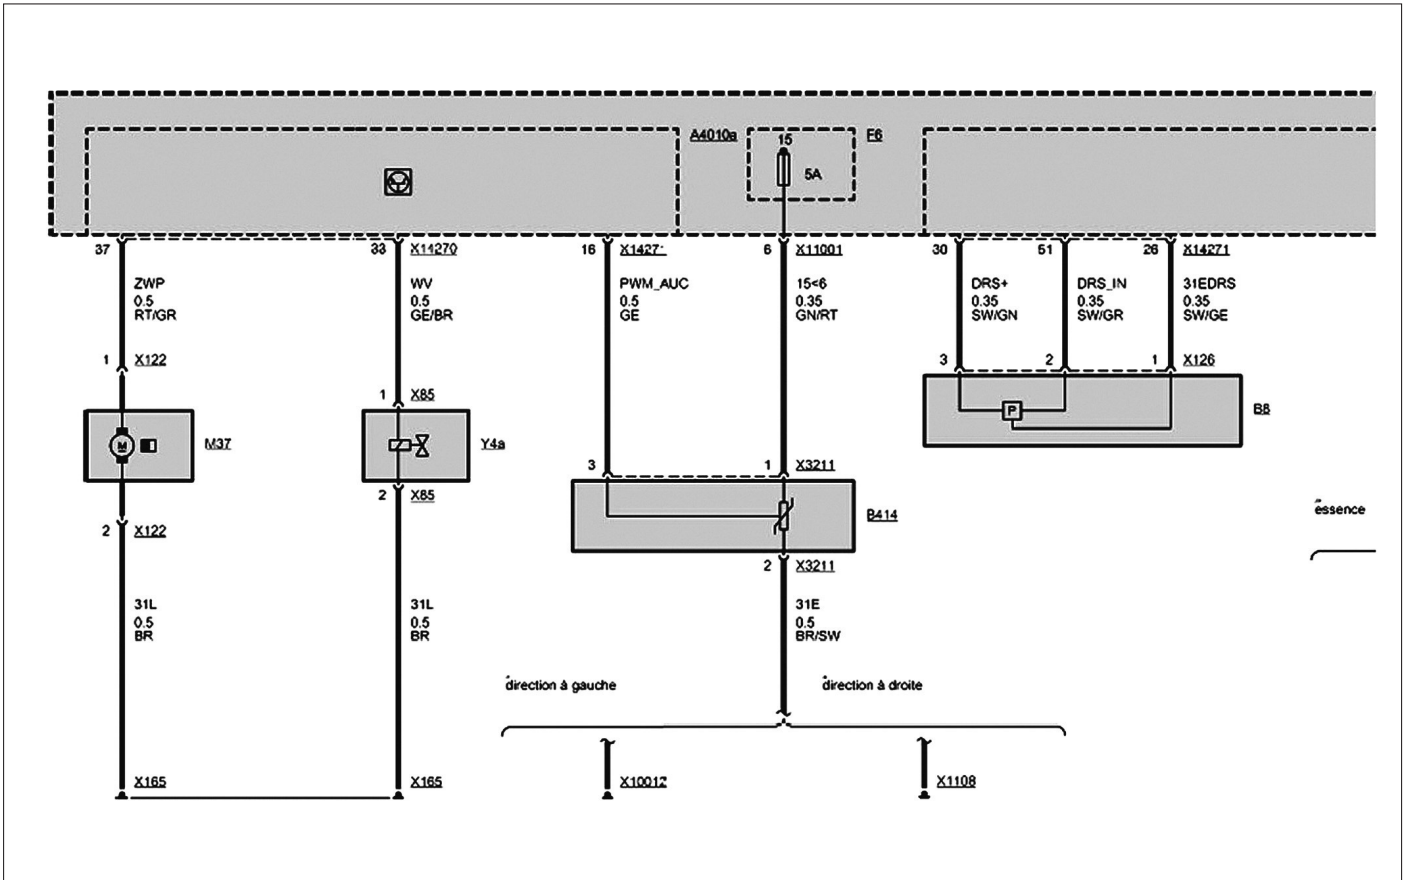 A4010a 15 F6
5A
37 33 X14270 16 X14271 6 X11001 30 51 26 X14271
ZWP WV PWM_AUC 15<6 DRS+ DRS_IN 31EDRS
0.5 0.5 0.5 0.35 0.35 0.35 0.35
RT/GR GE/BR GE GN/RT SW/GN SW/GR SW/GE
1 X122 3 2 1 X126
1 X85
P B8
M M37 Y4a
3 1 X3211
2 X85
essence
B414
2 X122
2 X3211
31L 31L 31E
0.5 0.5 0.5
BR BR BR/SW
direction à gauche direction à droite
X165 X165 X10012 X1108